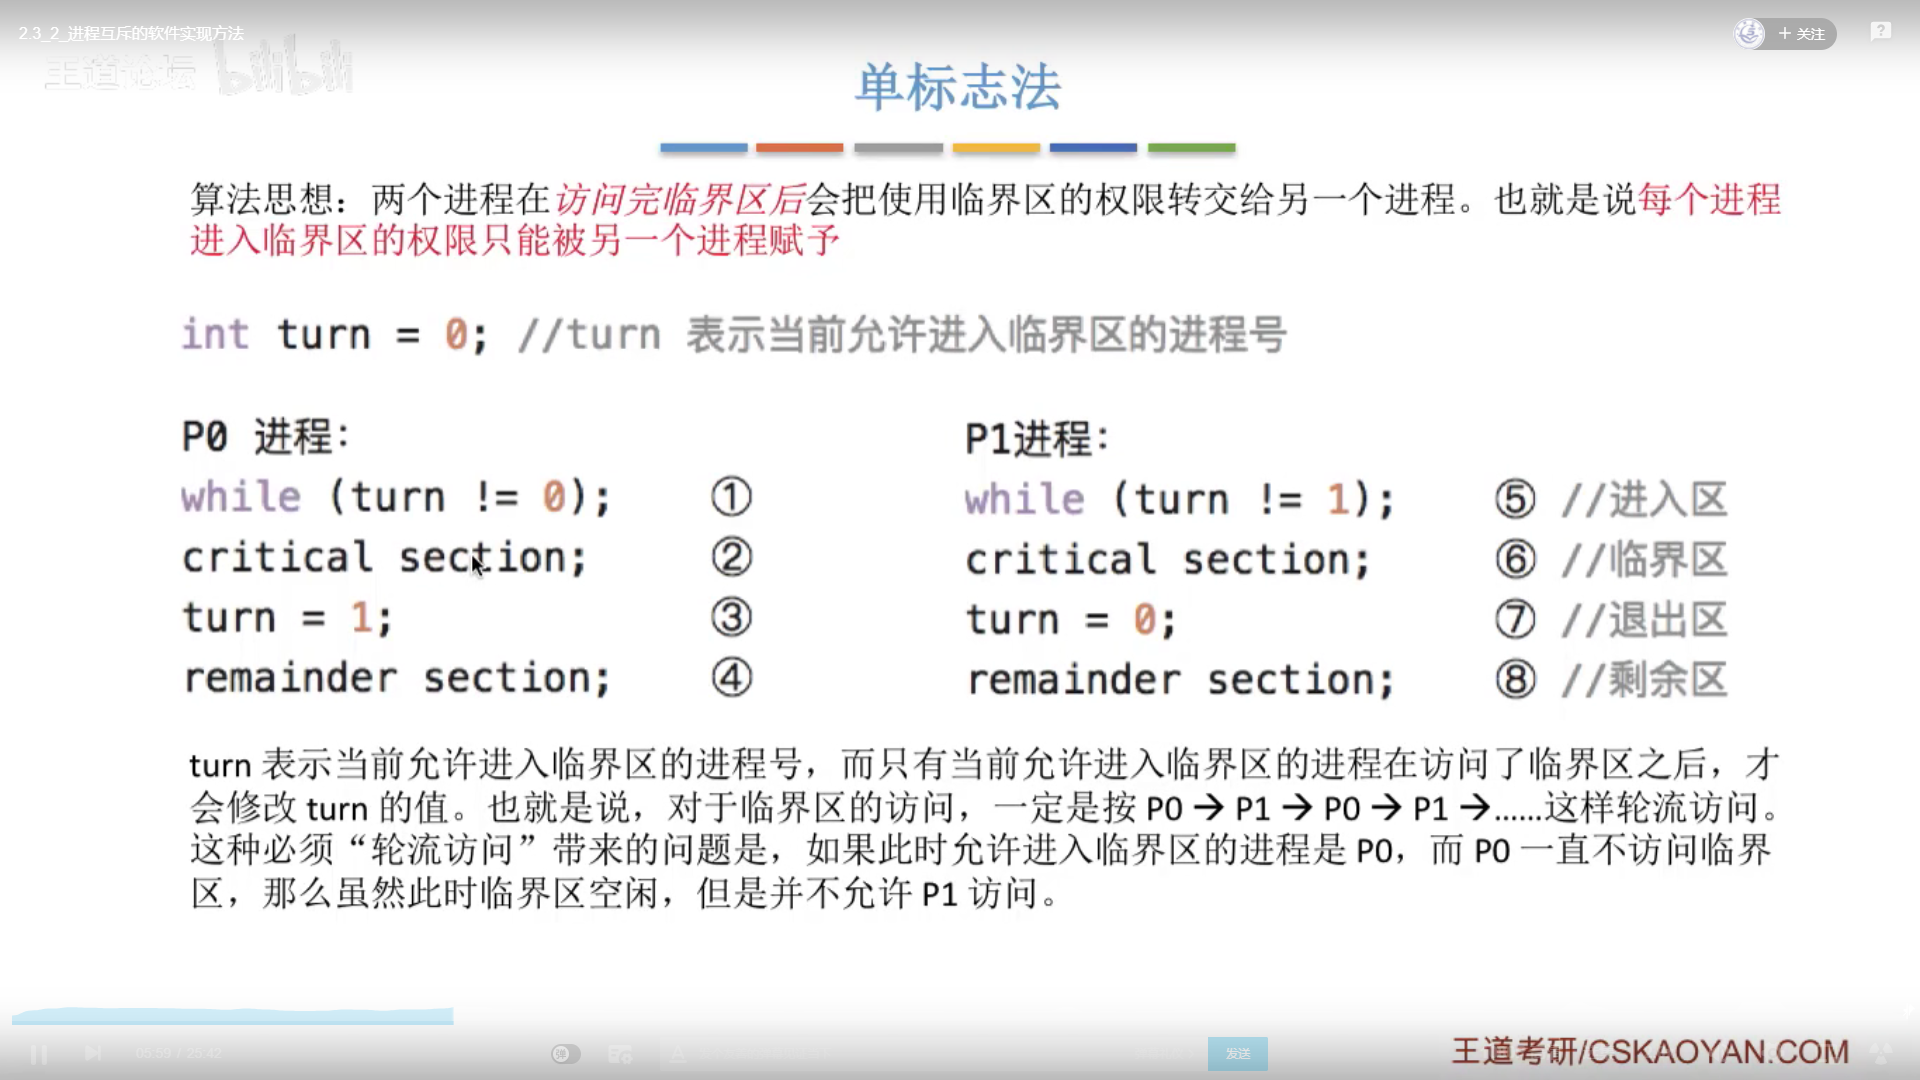 2.3_2_进程互斥的软件实现方法
+ 关注
王道论坛 bilibili
单标志法
算法思想：两个进程在访问完临界区后会把使用临界区的权限转交给另一个进程。也就是说每个进程
进入临界区的权限只能被另一个进程赋予
int turn = 0; //turn 表示当前允许进入临界区的进程号
P0 进程：
while (turn != 0); ①
critical section; ②
turn = 1; ③
remainder section; ④
P1进程：
while (turn != 1); ⑤ //进入区
critical section; ⑥ //临界区
turn = 0; ⑦ //退出区
remainder section; ⑧ //剩余区
turn 表示当前允许进入临界区的进程号，而只有当前允许进入临界区的进程在访问了临界区之后，才
会修改 turn 的值。也就是说，对于临界区的访问，一定是按 P0 → P1 → P0 → P1 →……这样轮流访问。
这种必须“轮流访问”带来的问题是，如果此时允许进入临界区的进程是 P0，而 P0 一直不访问临界
区，那么虽然此时临界区空闲，但是并不允许 P1 访问。
05:59 / 25:42
弹
发送
王道考研/CSKAOYAN.COM